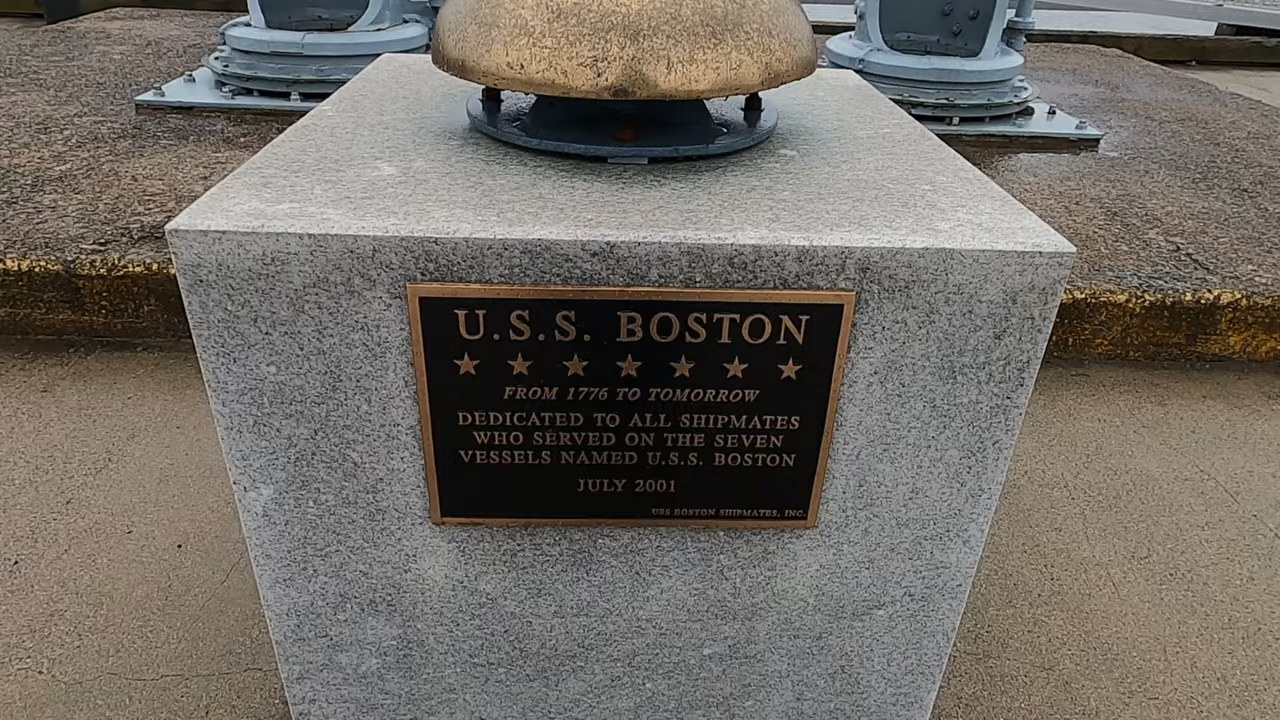 U.S.S. BOSTON
FROM 1776 TO TOMORROW
DEDICATED TO ALL SHIPMATES
WHO SERVED ON THE SEVEN
VESSELS NAMED U.S.S. BOSTON
JULY 2001
USS BOSTON SHIPMATES, INC.